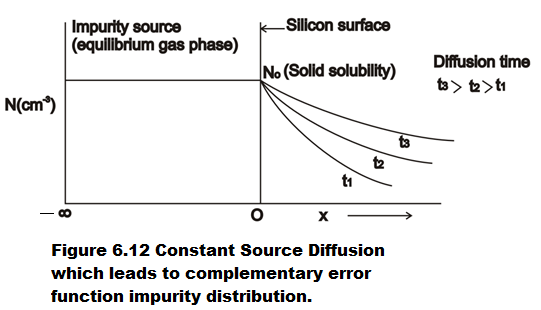 Impurity source
(equilibrium gas phase)
Silicon surface
No (Solid solubility)
Diffusion time
t3 > t2 > t1
N(cm⁻³)
t3
t2
t1
— ∞
O
x
Figure 6.12 Constant Source Diffusion
which leads to complementary error
function impurity distribution.